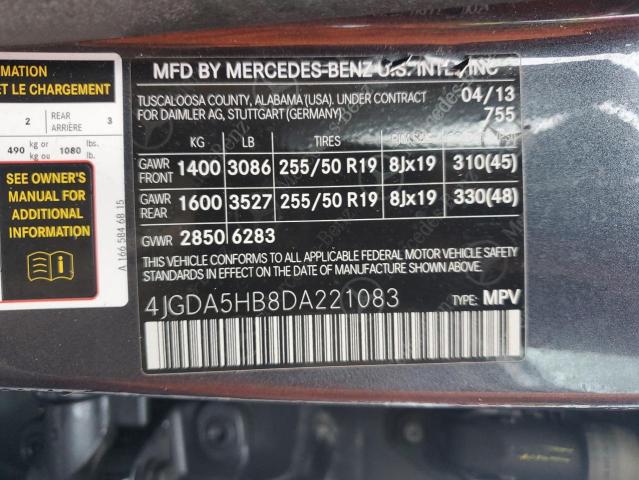 MFD BY MERCEDES-BENZ U.S. INTL, INC
TUSCALOOSA COUNTY, ALABAMA (USA). UNDER CONTRACT 04/13
FOR DAIMLER AG, STUTTGART (GERMANY) 755
KG LB TIRES
GAWR FRONT 1400 3086 255/50 R19 8Jx19 310(45)
GAWR REAR 1600 3527 255/50 R19 8Jx19 330(48)
GVWR 2850 6283
THIS VEHICLE CONFORMS TO ALL APPLICABLE FEDERAL MOTOR VEHICLE SAFETY
AND THEFT PREVENTION STANDARDS IN EFFECT ON THE
DATE OF MANUFACTURE SHOWN ABOVE.
4JGDA5HB8DA221083 TYPE: MPV
MATION
ET LE CHARGEMENT
2 REAR ARRIÈRE 3
490 kg or kg ou 1080 lbs. lb.
SEE OWNER'S
MANUAL FOR
ADDITIONAL
INFORMATION
A 166 584 68 15